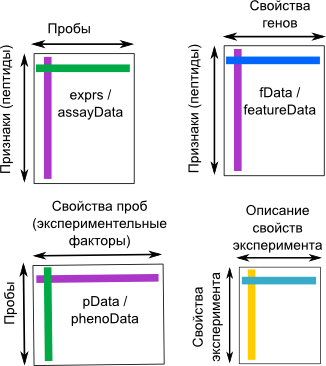 Пробы
Признаки (пептиды)
exprs /
assayData
Свойства
генов
Признаки (пептиды)
fData /
featureData
Свойства проб
(экспериментельные
факторы)
Пробы
pData /
phenoData
Описание
свойств
эксперимента
Свойства
эксперимента